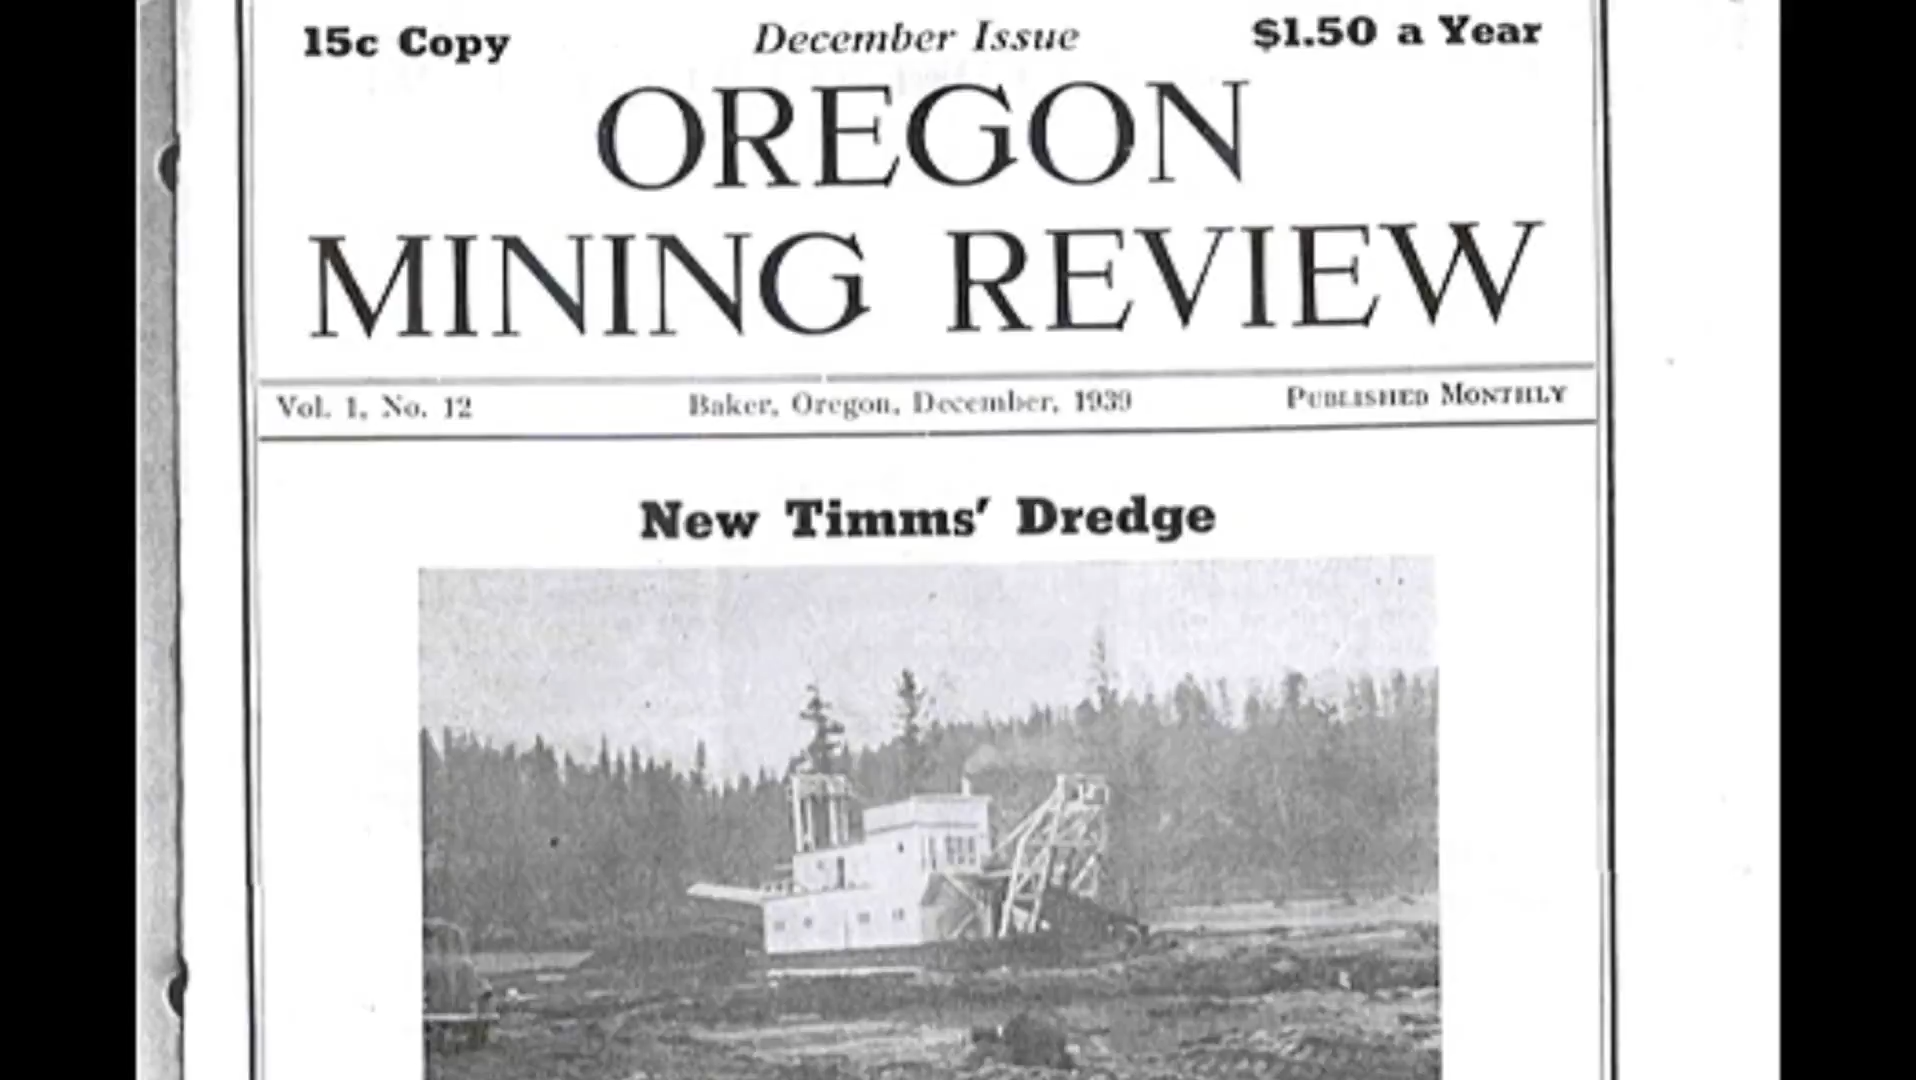 15c Copy December Issue $1.50 a Year
OREGON
MINING REVIEW
Vol. 1, No. 12 Baker, Oregon, December, 1939 PUBLISHED MONTHLY
New Timms' Dredge